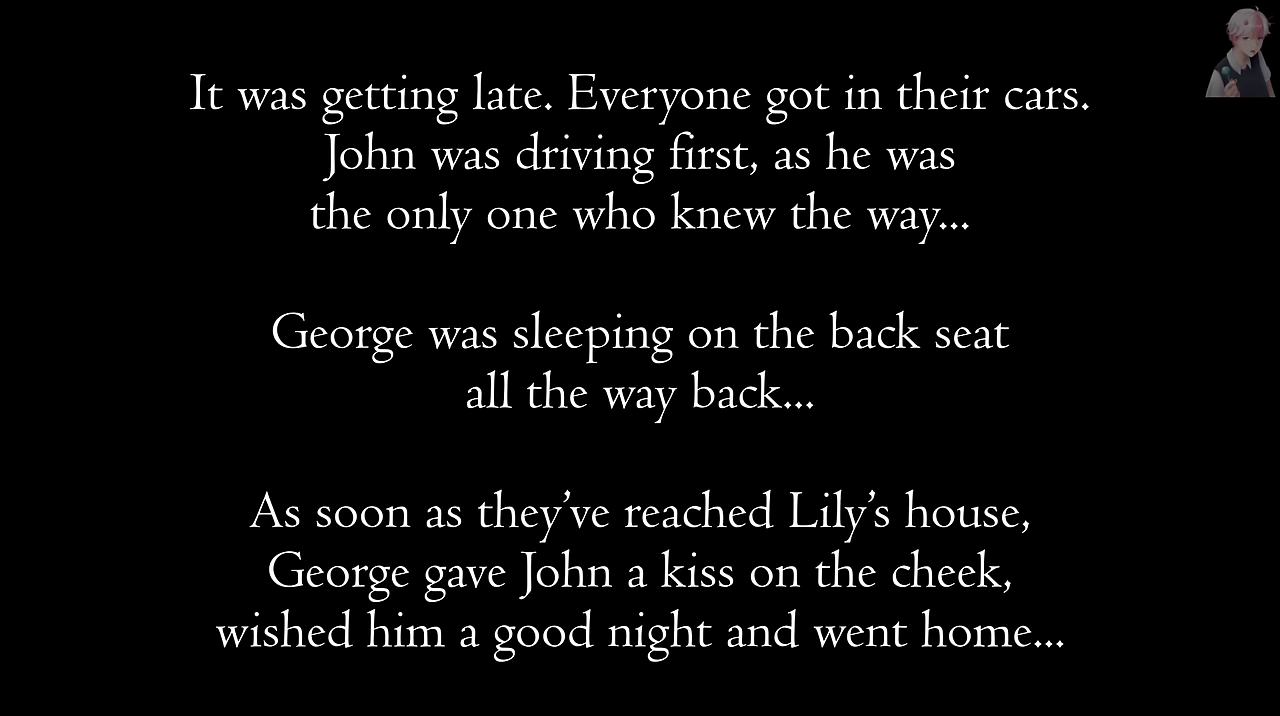 It was getting late. Everyone got in their cars.
John was driving first, as he was
the only one who knew the way...
George was sleeping on the back seat
all the way back...
As soon as they’ve reached Lily’s house,
George gave John a kiss on the cheek,
wished him a good night and went home...